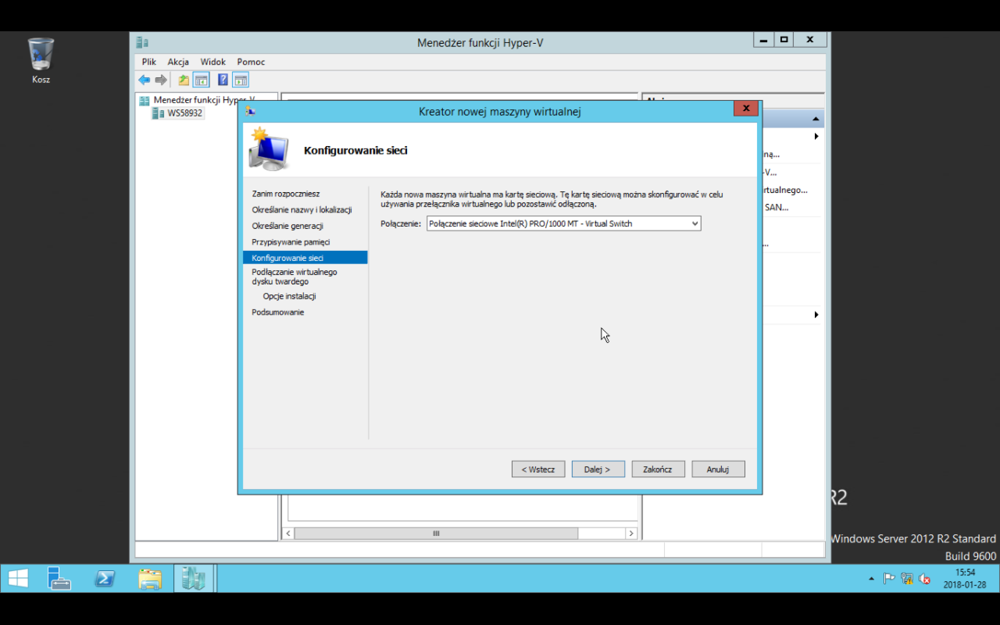 Kosz
Menedżer funkcji Hyper-V
Plik Akcja Widok Pomoc
Menedżer funkcji Hyper-V
WS58932
Kreator nowej maszyny wirtualnej
Konfigurowanie sieci
ną...
-V...
irtualnego...
SAN...
...
Zanim rozpoczniesz
Określanie nazwy i lokalizacji
Określanie generacji
Przypisywanie pamięci
Konfigurowanie sieci
Podłączanie wirtualnego
dysku twardego
Opcje instalacji
Podsumowanie
Każda nowa maszyna wirtualna ma kartę sieciową. Tę kartę sieciową można skonfigurować w celu
używania przełącznika wirtualnego lub pozostawić odłączoną.
Połączenie: Połączenie sieciowe Intel(R) PRO/1000 MT - Virtual Switch
< Wstecz Dalej > Zakończ Anuluj
R2
Windows Server 2012 R2 Standard
Build 9600
15:54
2018-01-28